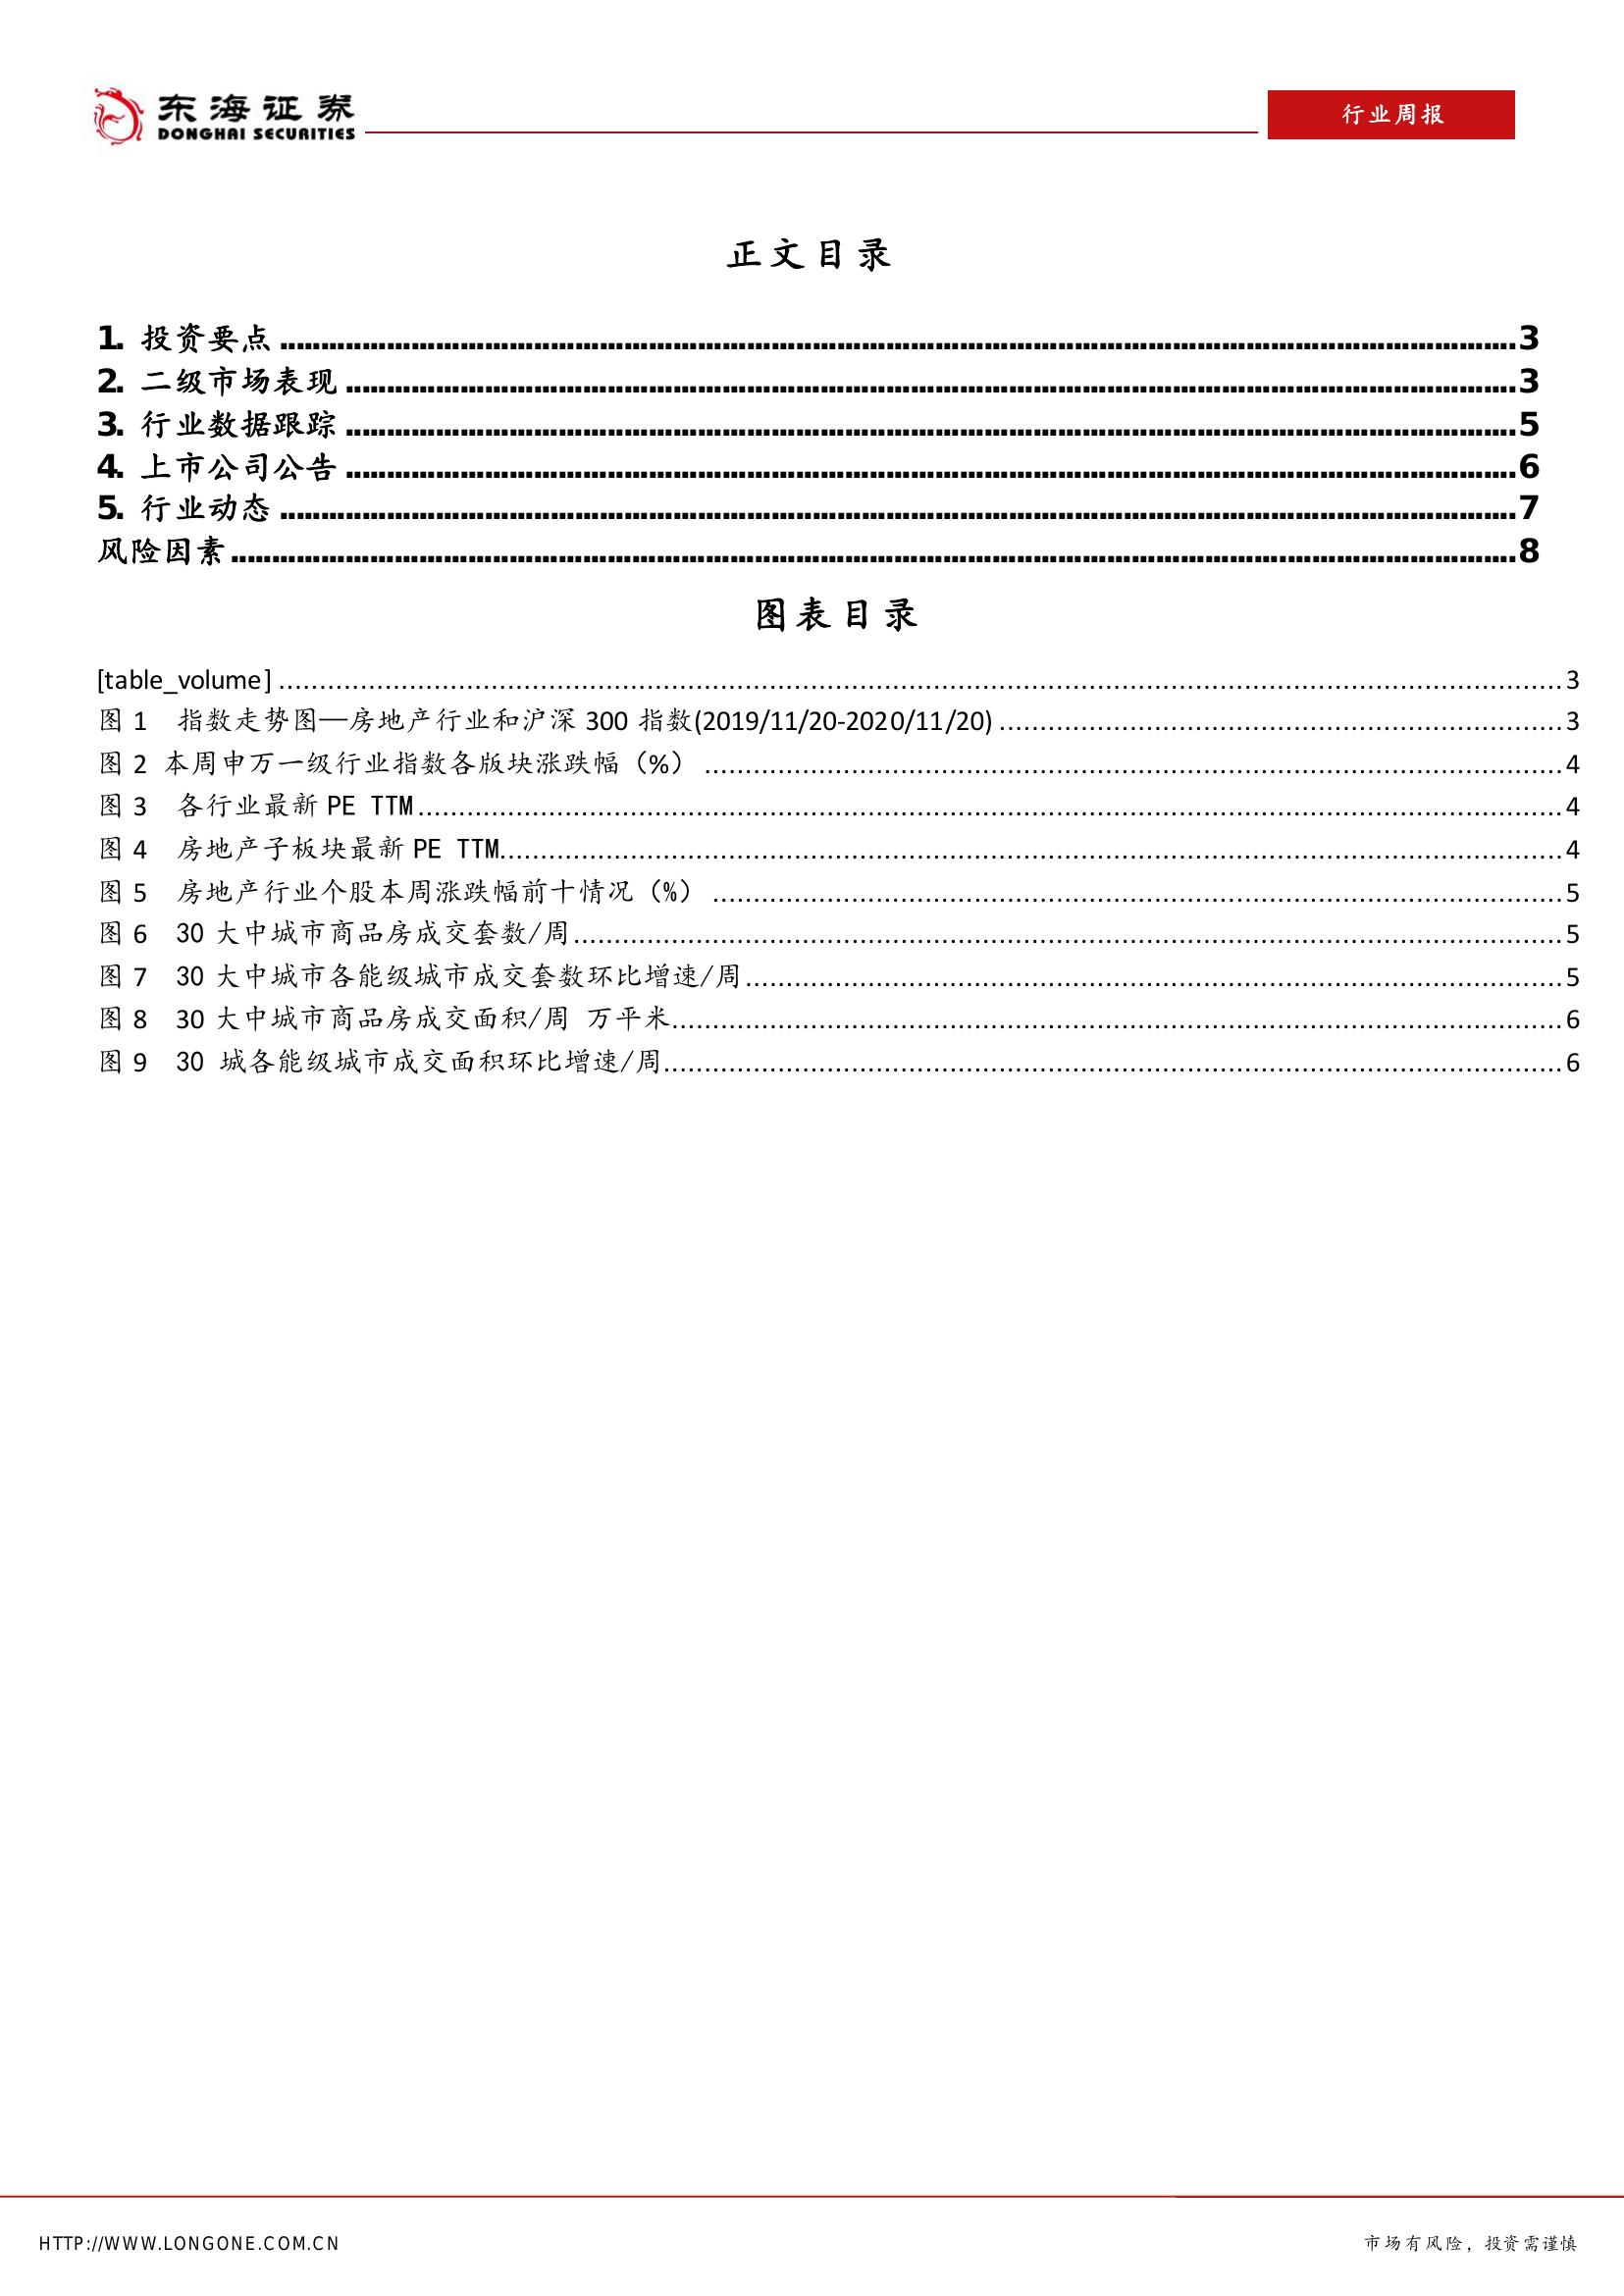 东海证券
DONGHAI SECURITIES
行业周报
正文目录
1. 投资要点 ........ 3
2. 二级市场表现 ........ 3
3. 行业数据跟踪 ........ 5
4. 上市公司公告 ........ 6
5. 行业动态 ........ 7
风险因素 ........ 8
图表目录
[table_volume] ........ 3
图 1 指数走势图—房地产行业和沪深 300 指数(2019/11/20-2020/11/20) ........ 3
图 2 本周申万一级行业指数各版块涨跌幅（%） ........ 4
图 3 各行业最新 PE TTM ........ 4
图 4 房地产子板块最新 PE TTM ........ 4
图 5 房地产行业个股本周涨跌幅前十情况（%） ........ 5
图 6 30 大中城市商品房成交套数/周 ........ 5
图 7 30 大中城市各能级城市成交套数环比增速/周 ........ 5
图 8 30 大中城市商品房成交面积/周 万平米 ........ 6
图 9 30 城各能级城市成交面积环比增速/周 ........ 6
HTTP://WWW.LONGONE.COM.CN
市场有风险，投资需谨慎